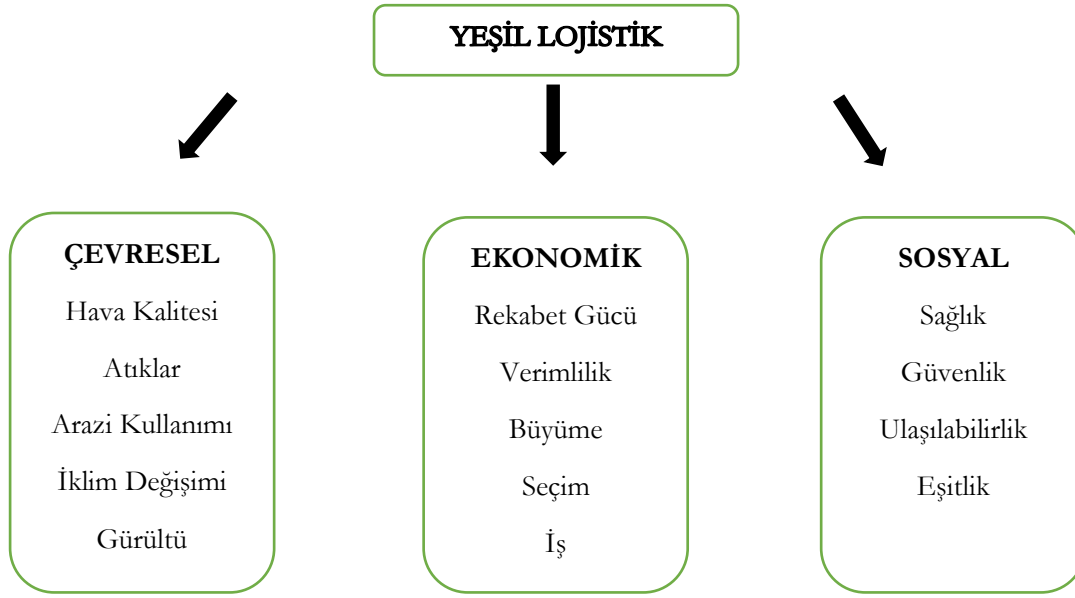 YEŞİL LOJİSTİK
ÇEVRESEL
Hava Kalitesi
Atıklar
Arazi Kullanımı
İklim Değişimi
Gürültü
EKONOMİK
Rekabet Gücü
Verimlilik
Büyüme
Seçim
İş
SOSYAL
Sağlık
Güvenlik
Ulaşılabilirlik
Eşitlik